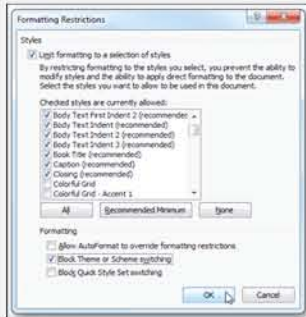 Formatting Restrictions
Styles
Limit formatting to a selection of styles
By restricting formatting to the styles you select, you prevent the ability to
modify styles and the ability to apply direct formatting to the document.
Select the styles you want to allow to be used in this document.
Checked styles are currently allowed:
Body Text First Indent 2 (recommended
Body Text Indent (recommended)
Body Text Indent 2 (recommended)
Body Text Indent 3 (recommended)
Book Title (recommended)
Caption (recommended)
Closing (recommended)
Colorful Grid
Colorful Grid - Accent 1
All Recommended Minimum None
Formatting
Allow AutoFormat to override formatting restrictions
Block Theme or Scheme switching
Block Quick Style Set switching
OK Cancel